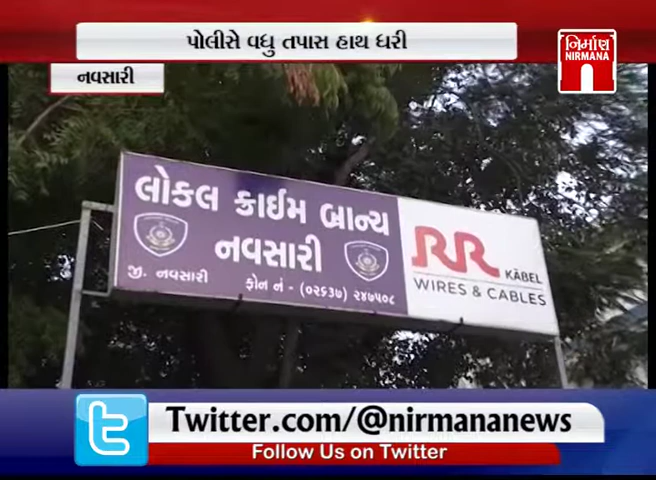 પોલીસે વધુ તપાસ હાથ ધરી
નિર્માણ
NIRMANA
નવસારી
લોકલ ક્રાઈમ બ્રાન્ચ
નવસારી
જી. નવસારી
ફોન નં - (૦૨૬૩૭) ૨૪૭૫૦૮
RR KABEL
WIRES & CABLES
Twitter.com/@nirmananews
Follow Us on Twitter